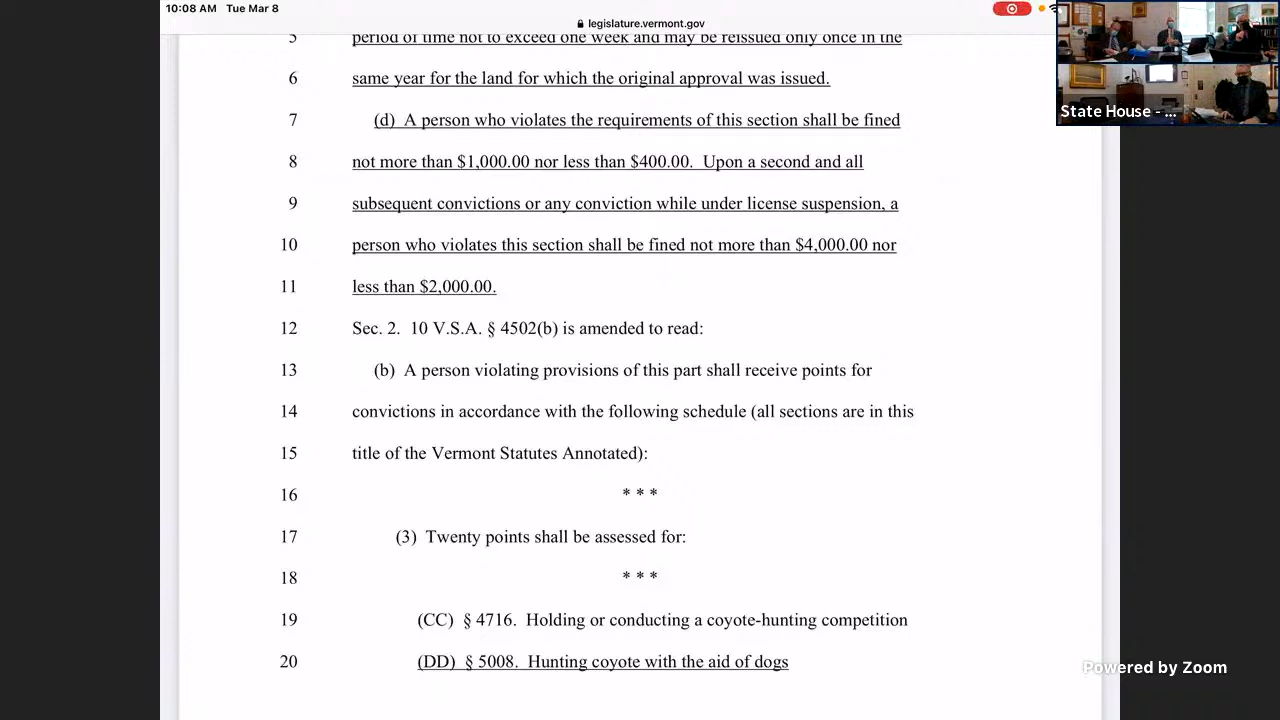 10:08 AM Tue Mar 8
legislature.vermont.gov
State House - ...
5 period of time not to exceed one week and may be reissued only once in the
6 same year for the land for which the original approval was issued.
7 (d) A person who violates the requirements of this section shall be fined
8 not more than $1,000.00 nor less than $400.00. Upon a second and all
9 subsequent convictions or any conviction while under license suspension, a
10 person who violates this section shall be fined not more than $4,000.00 nor
11 less than $2,000.00.
12 Sec. 2. 10 V.S.A. § 4502(b) is amended to read:
13 (b) A person violating provisions of this part shall receive points for
14 convictions in accordance with the following schedule (all sections are in this
15 title of the Vermont Statutes Annotated):
16 * * *
17 (3) Twenty points shall be assessed for:
18 * * *
19 (CC) § 4716. Holding or conducting a coyote-hunting competition
20 (DD) § 5008. Hunting coyote with the aid of dogs
Powered by Zoom